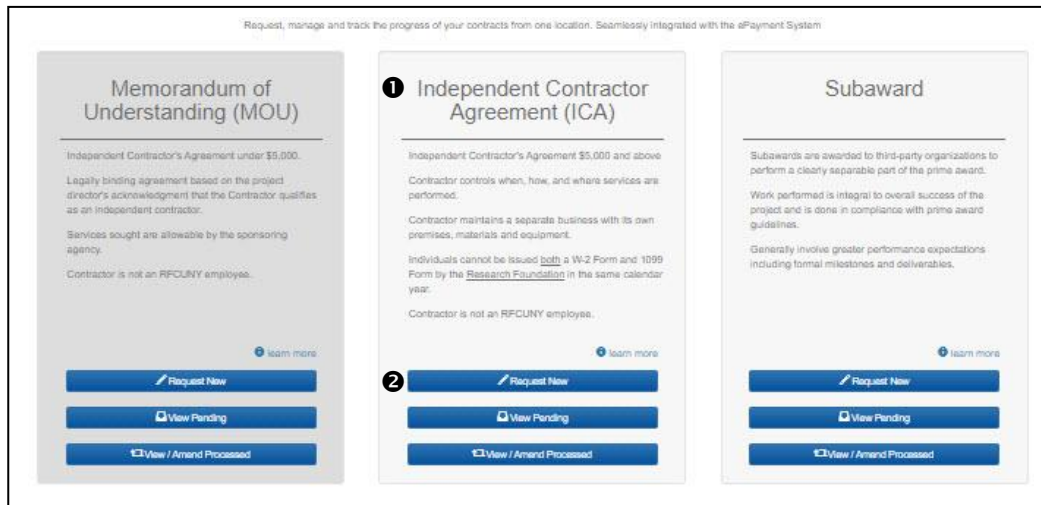 Request, manage and track the progress of your contracts from one location. Seamlessly integrated with the ePayment System
Memorandum of
Understanding (MOU)
Independent Contractor's Agreement under $5,000.
Legally binding agreement based on the project
director's acknowledgment that the Contractor qualifies
as an independent contractor.
Services sought are allowable by the sponsoring
agency.
Contractor is not an RFCUNY employee.
learn more
Request New
View Pending
View / Amend Processed
❶ Independent Contractor
Agreement (ICA)
Independent Contractor's Agreement $5,000 and above
Contractor controls when, how, and where services are
performed.
Contractor maintains a separate business with its own
premises, materials and equipment.
Individuals cannot be issued both a W-2 Form and 1099
Form by the Research Foundation in the same calendar
year.
Contractor is not an RFCUNY employee.
learn more
❷ Request New
View Pending
View / Amend Processed
Subaward
Subawards are awarded to third-party organizations to
perform a clearly separable part of the prime award.
Work performed is integral to overall success of the
project and is done in compliance with prime award
guidelines.
Generally involve greater performance expectations
including formal milestones and deliverables.
learn more
Request New
View Pending
View / Amend Processed